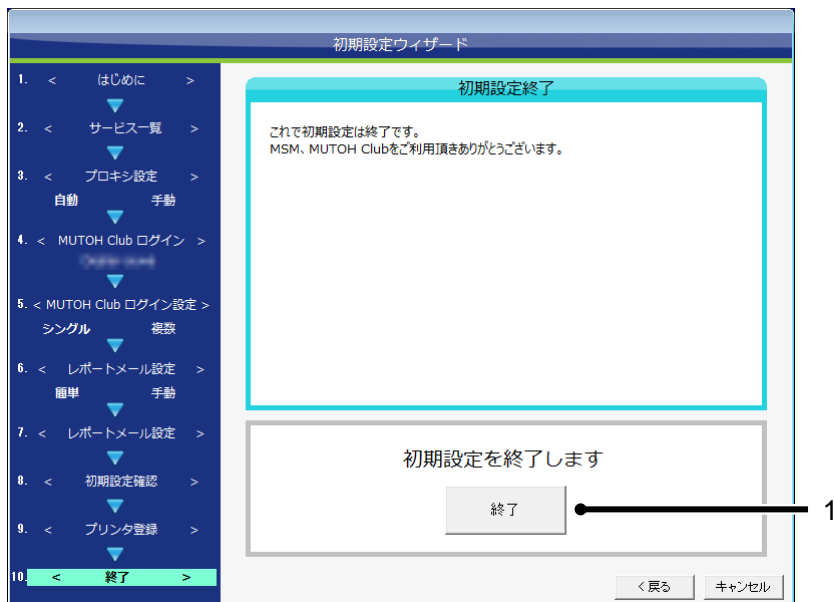 初期設定ウィザード
1. < はじめに >
2. < サービス一覧 >
3. < プロキシ設定 >
自動 手動
4. < MUTOH Club ログイン >
5. < MUTOH Club ログイン設定 >
シングル 複数
6. < レポートメール設定 >
簡単 手動
7. < レポートメール設定 >
8. < 初期設定確認 >
9. < プリンタ登録 >
10. < 終了 >
初期設定終了
これで初期設定は終了です。
MSM、MUTOH Clubをご利用頂きありがとうございます。
初期設定を終了します
終了
1
< 戻る
キャンセル